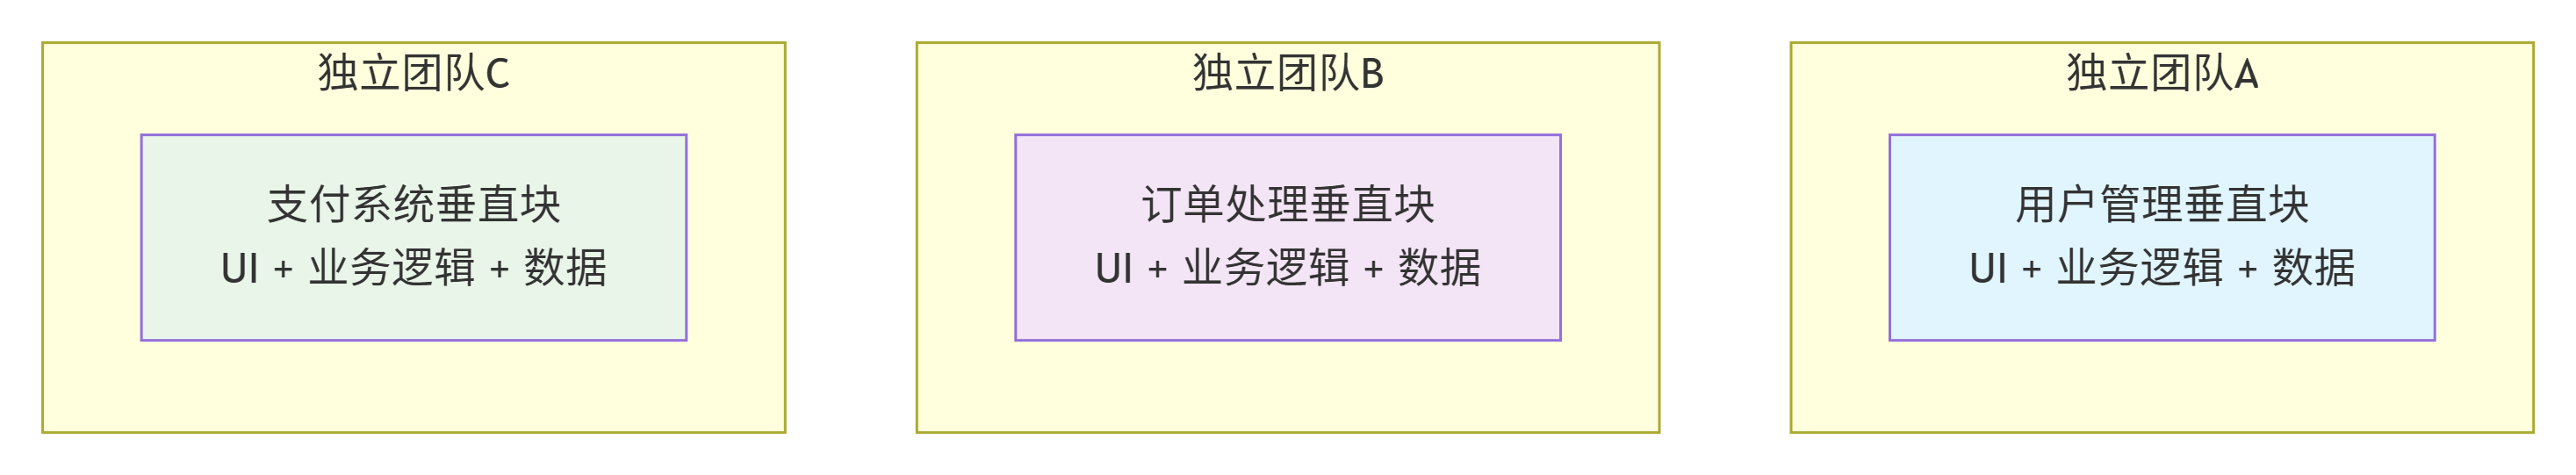 独立团队C
支付系统垂直块
UI + 业务逻辑 + 数据
独立团队B
订单处理垂直块
UI + 业务逻辑 + 数据
独立团队A
用户管理垂直块
UI + 业务逻辑 + 数据